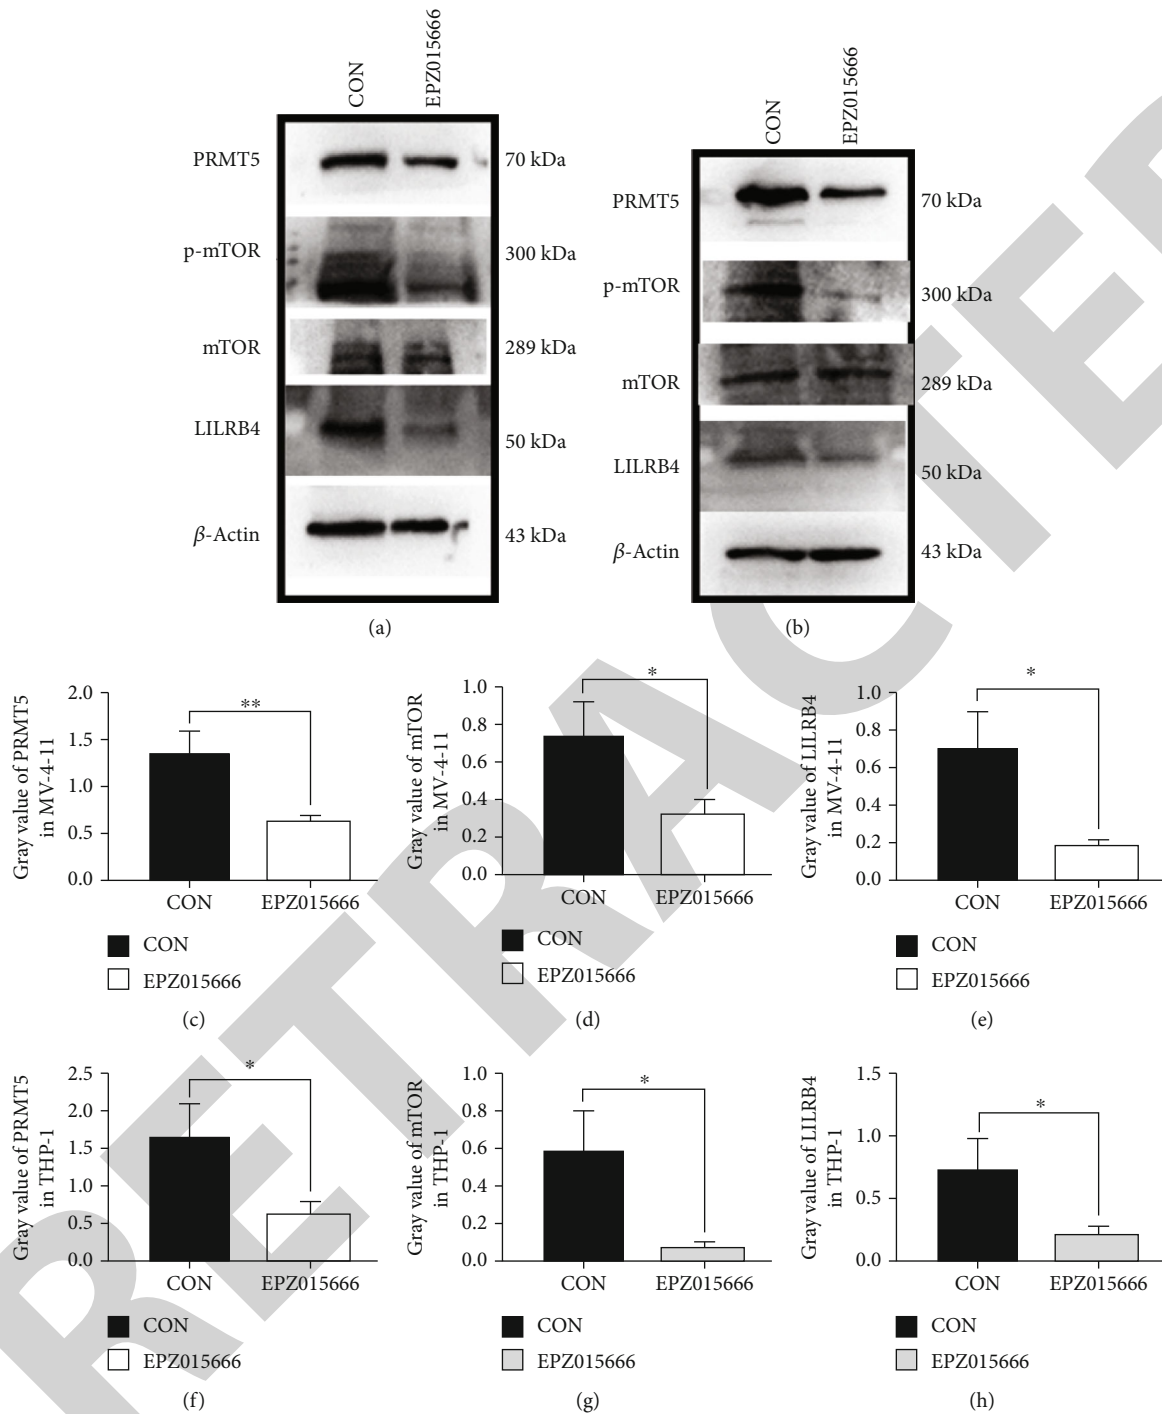 CON
EPZ015666
PRMT5
70 kDa
p-mTOR
300 kDa
mTOR
289 kDa
LILRB4
50 kDa
β-Actin
43 kDa
(a)
CON
EPZ015666
PRMT5
70 kDa
p-mTOR
300 kDa
mTOR
289 kDa
LILRB4
50 kDa
β-Actin
43 kDa
(b)
Gray value of PRMT5
in MV-4-11
2.0
1.5
1.0
0.5
0.0
**
CON
EPZ015666
CON
EPZ015666
(c)
Gray value of mTOR
in MV-4-11
1.0
0.8
0.6
0.4
0.2
0
*
CON
EPZ015666
CON
EPZ015666
(d)
Gray value of LILRB4
in MV-4-11
1.0
0.8
0.6
0.4
0.2
0.0
*
CON
EPZ015666
CON
EPZ015666
(e)
Gray value of PRMT5
in THP-1
2.5
2.0
1.5
1.0
0.5
0.0
*
CON
EPZ015666
CON
EPZ015666
(f)
Gray value of mTOR
in THP-1
1.0
0.8
0.6
0.4
0.2
0.0
*
CON
EPZ015666
CON
EPZ015666
(g)
Gray value of LILRB4
in THP-1
1.5
1.0
0.5
0.0
*
CON
EPZ015666
CON
EPZ015666
(h)
RETRACTE